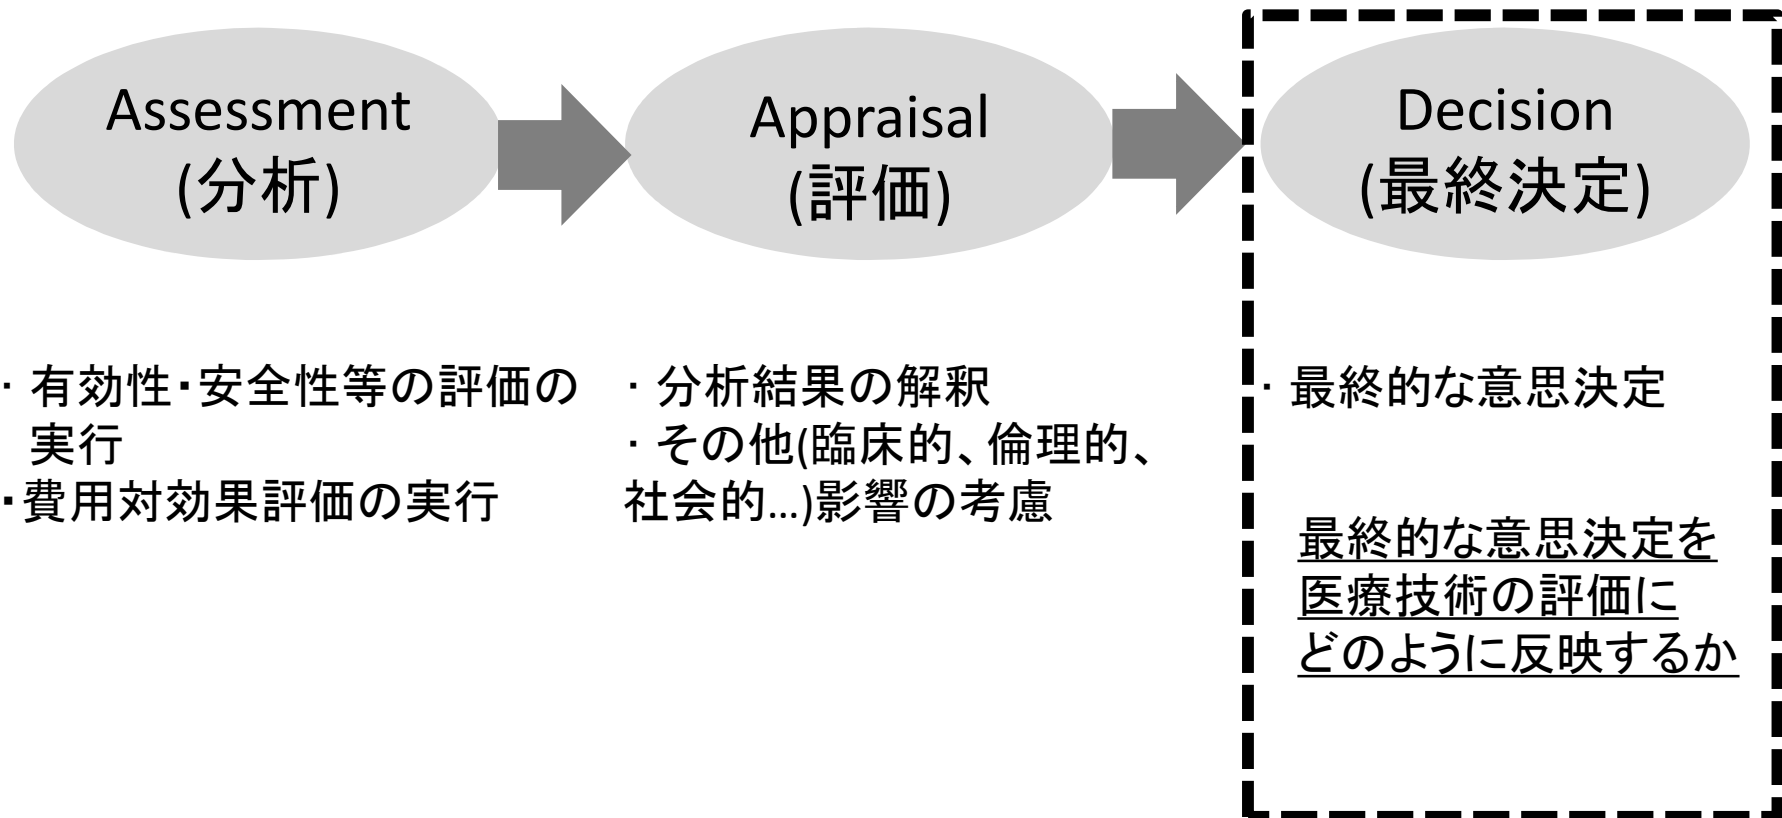 Assessment
(分析)
Appraisal
(評価)
Decision
(最終決定)
・有効性・安全性等の評価の
実行
・費用対効果評価の実行
・分析結果の解釈
・その他(臨床的、倫理的、
社会的…)影響の考慮
・最終的な意思決定
最終的な意思決定を
医療技術の評価に
どのように反映するか